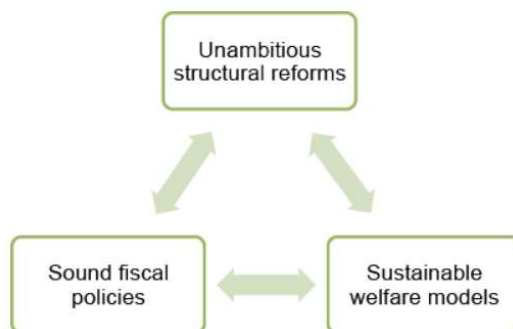 Unambitious
structural reforms
Sound fiscal
policies
Sustainable
welfare models